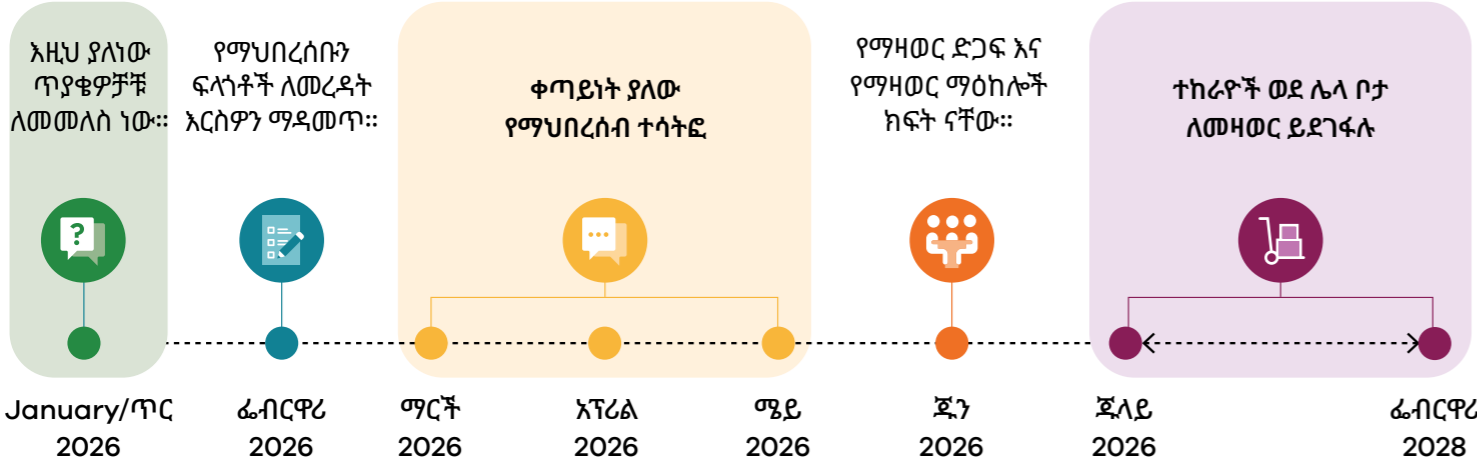 እዚህ ያለነው
ጥያቄዎቻቹ
ለመመለስ ነው።
የማህበረሰቡን
ፍላጎቶች ለመረዳት
እርስዎን ማዳመጥ።
ቀጣይነት ያለው
የማህበረሰብ ተሳትፎ
የማዛወር ድጋፍ እና
የማዛወር ማዕከሎች
ክፍት ናቸው።
ተከራዮች ወደ ሌላ ቦታ
ለመዛወር ይደገፋሉ
?
January/ጥር
2026
ፌብርዋሪ
2026
ማርች
2026
አፕሪል
2026
ሜይ
2026
ጁን
2026
ጁላይ
2026
ፌብርዋሪ
2028